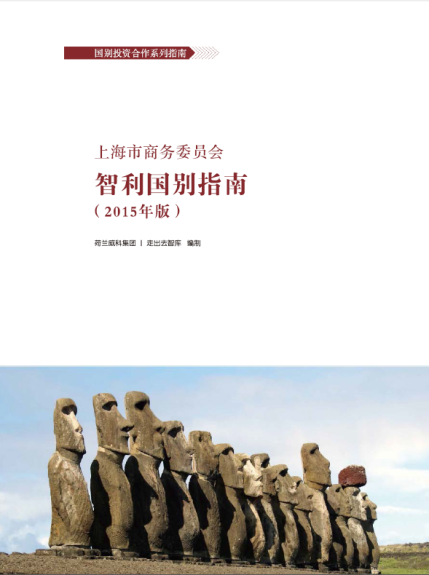 国别投资合作系列指南
上海市商务委员会
智利国别指南
（2015年版）
荷兰威科集团 | 走出去智库 编制